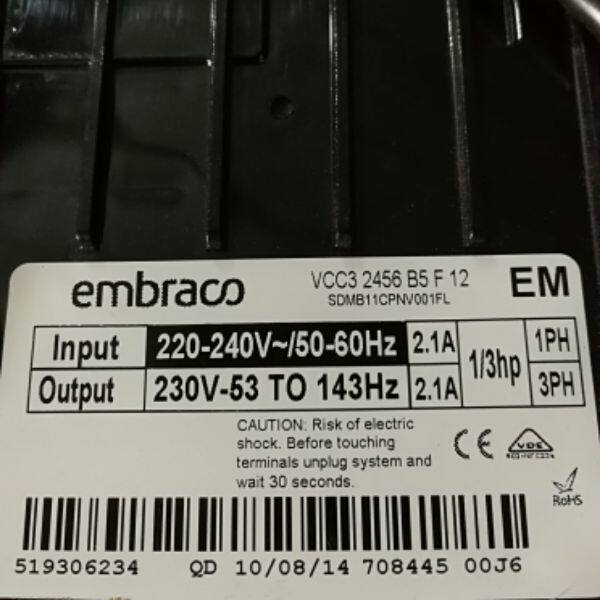 embraco VCC3 2456 B5 F 12 EM
SDMB11CPNV001FL
Input 220-240V~/50-60Hz 2.1A 1/3hp 1PH
Output 230V-53 TO 143Hz 2.1A 3PH
CAUTION: Risk of electric
shock. Before touching
terminals unplug system and
wait 30 seconds.
CE VDE
RoHS
519306234 QD 10/08/14 708445 00J6